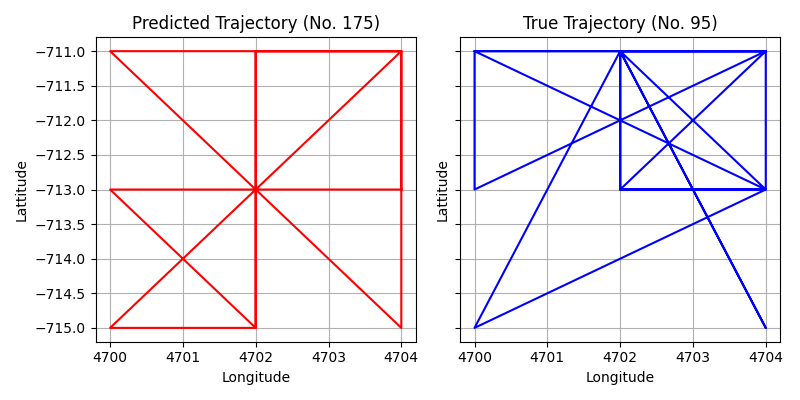 Predicted Trajectory (No. 175)
True Trajectory (No. 95)
−711.0
−711.5
−712.0
−712.5
−713.0
−713.5
−714.0
−714.5
−715.0
Lattitude
Lattitude
4700 4701 4702 4703 4704
4700 4701 4702 4703 4704
Longitude
Longitude